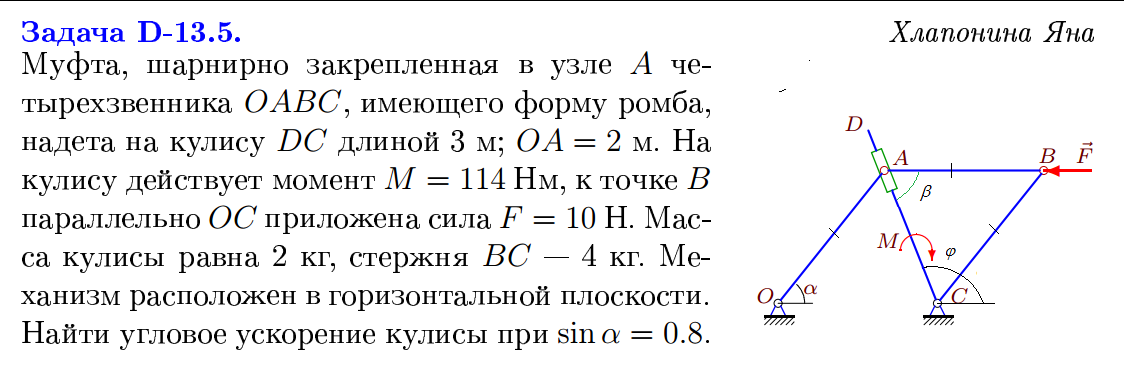 Задача D-13.5.
Хлапонина Яна
Муфта, шарнирно закрепленная в узле A че-
тырехзвенника OABC, имеющего форму ромба,
надета на кулису DC длиной 3 м; OA = 2 м. На
кулису действует момент M = 114 Нм, к точке B
параллельно OC приложена сила F = 10 Н. Мас-
са кулисы равна 2 кг, стержня BC — 4 кг. Ме-
ханизм расположен в горизонтальной плоскости.
Найти угловое ускорение кулисы при sin α = 0.8.
D
A
B
F⃗
β
M
φ
O
α
C